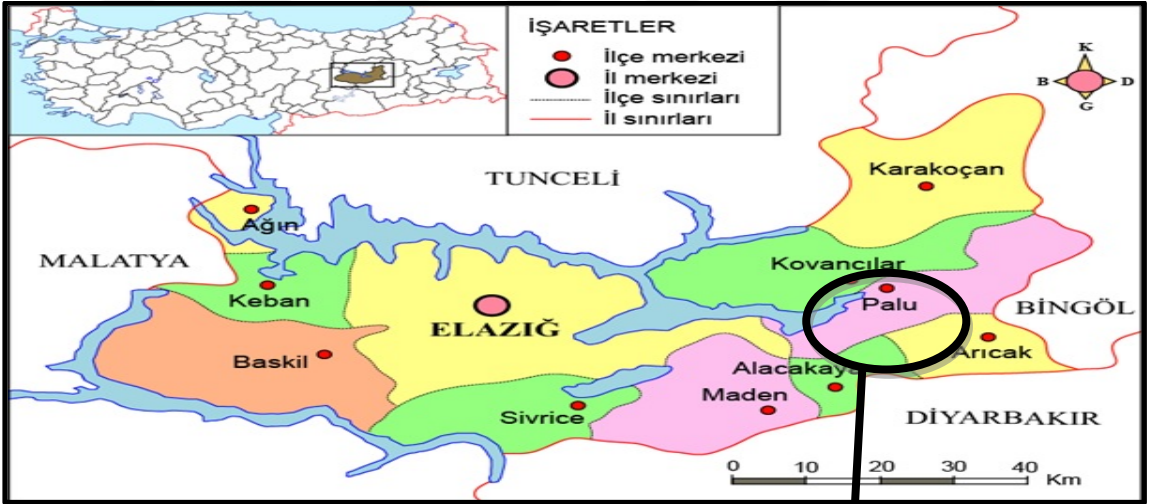 İŞARETLER
İlçe merkezi
İl merkezi
İlçe sınırları
İl sınırları
K
B D
G
TUNCELİ
Karakoçan
Ağın
MALATYA
Kovancılar
Keban
Palu
BİNGÖL
ELAZIĞ
Arıcak
Baskil
Alacakaya
Maden
Sivrice
DİYARBAKIR
0 10 20 30 40
Km